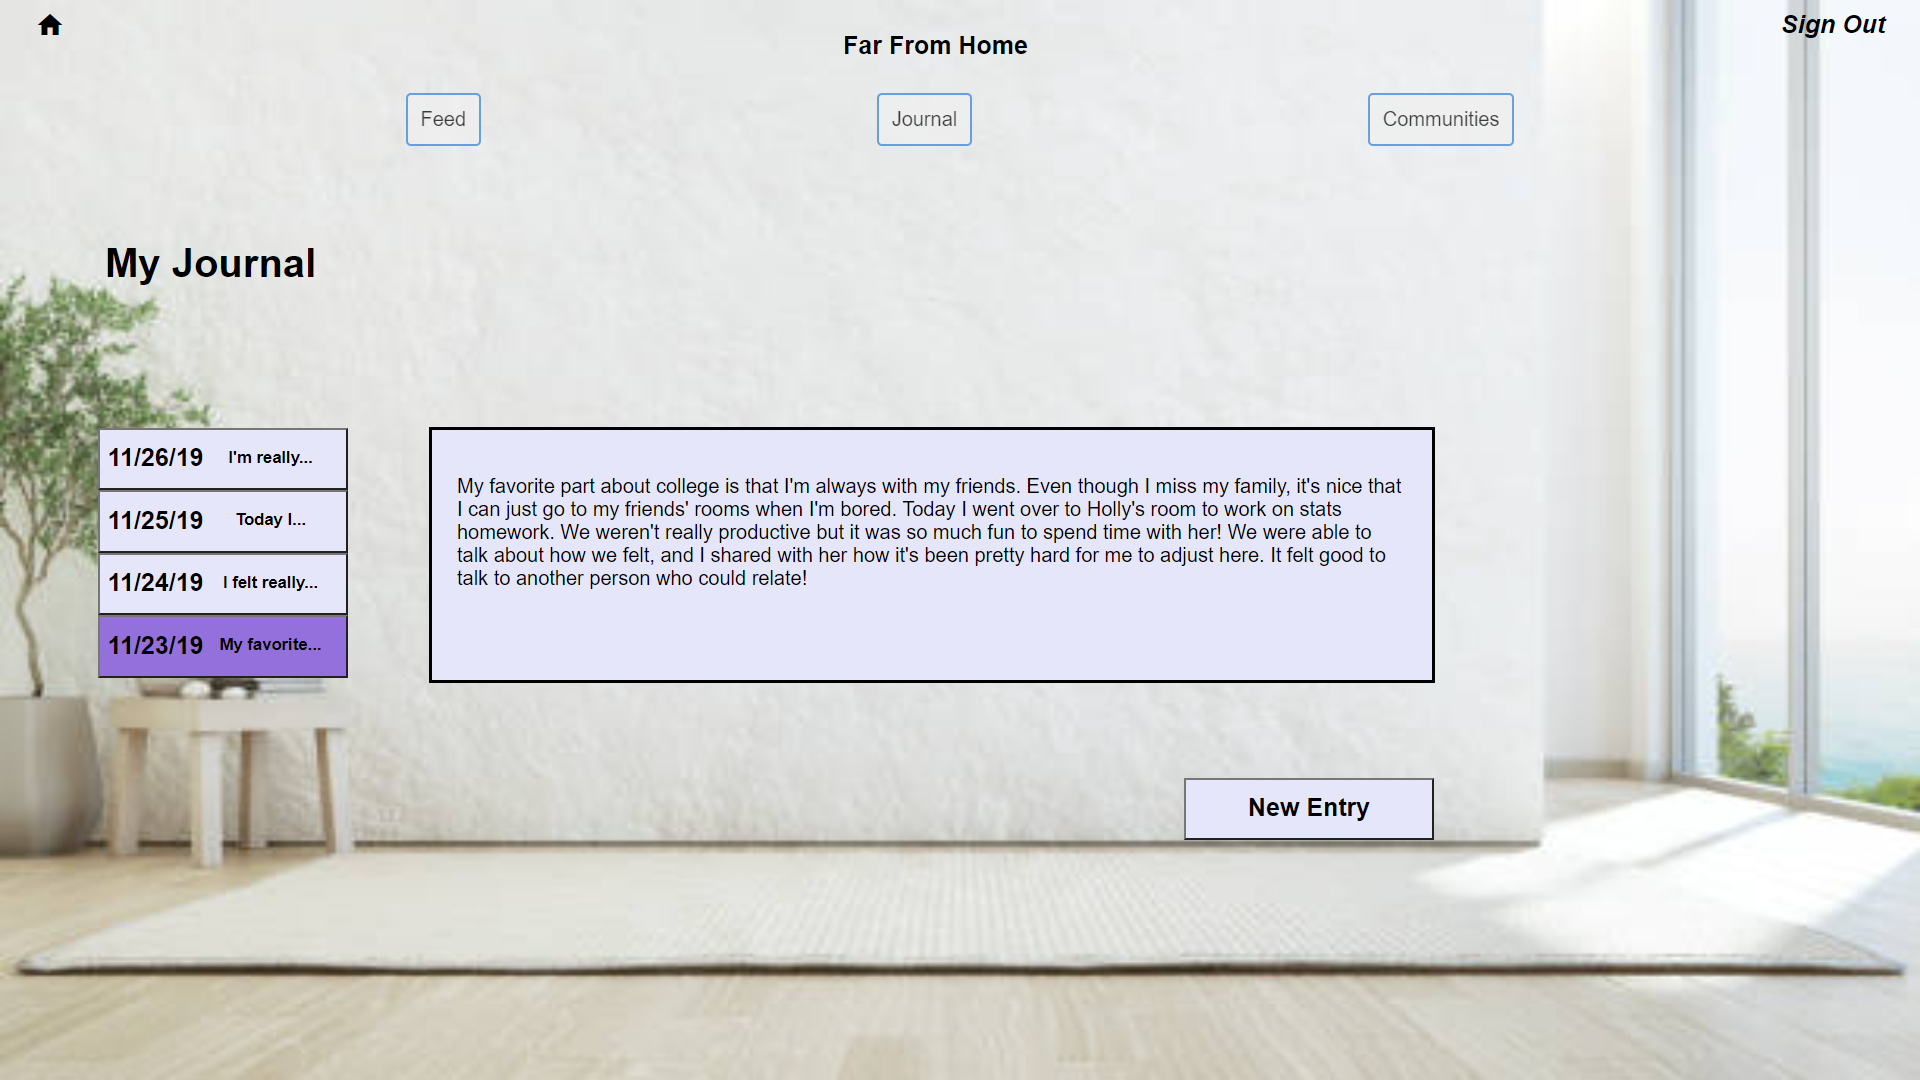 Sign Out
Far From Home
Feed
Journal
Communities
My Journal
11/26/19 I'm really...
11/25/19 Today I...
11/24/19 I felt really...
11/23/19 My favorite...
My favorite part about college is that I'm always with my friends. Even though I miss my family, it's nice that
I can just go to my friends' rooms when I'm bored. Today I went over to Holly's room to work on stats
homework. We weren't really productive but it was so much fun to spend time with her! We were able to
talk about how we felt, and I shared with her how it's been pretty hard for me to adjust here. It felt good to
talk to another person who could relate!
New Entry